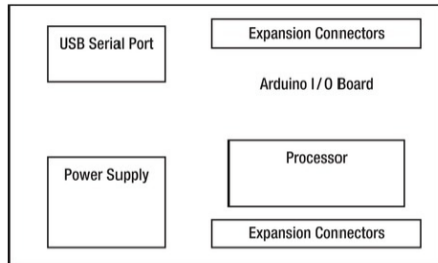 USB Serial Port
Expansion Connectors
Arduino I/O Board
Processor
Power Supply
Expansion Connectors